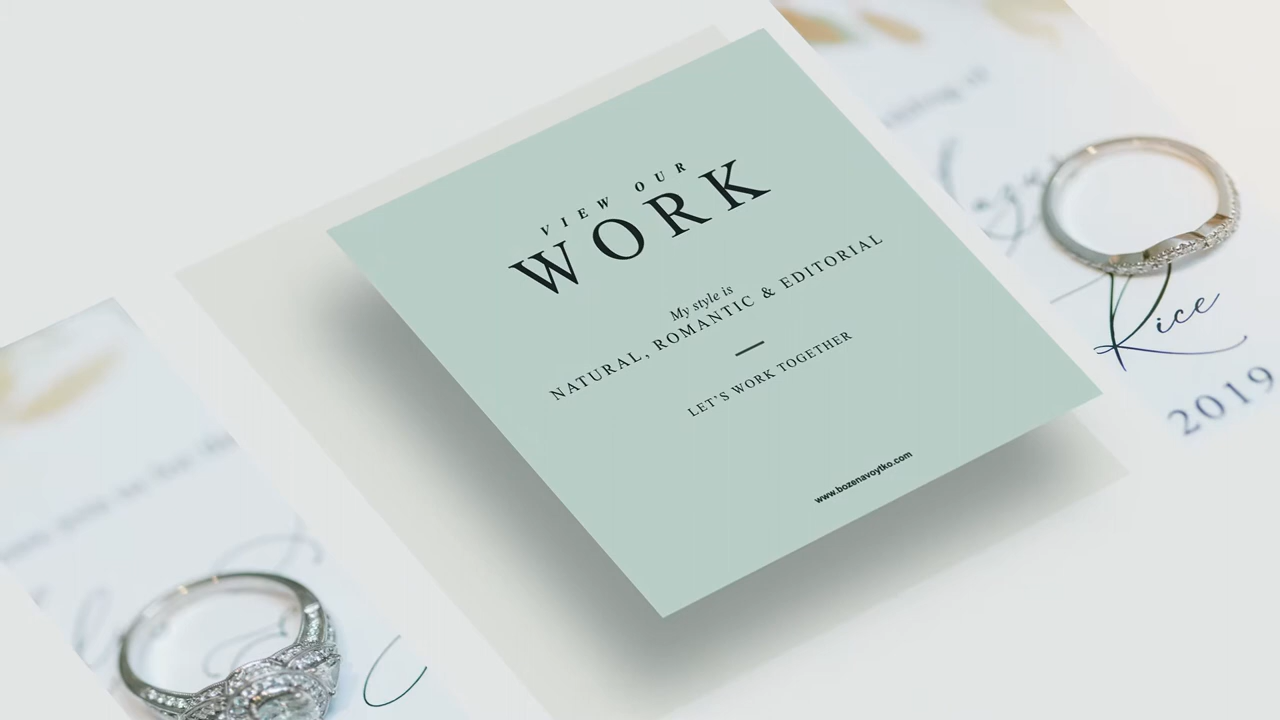 VIEW OUR
WORK
My style is
NATURAL, ROMANTIC & EDITORIAL
LET'S WORK TOGETHER
www.bozenavoytko.com
Rice
2019